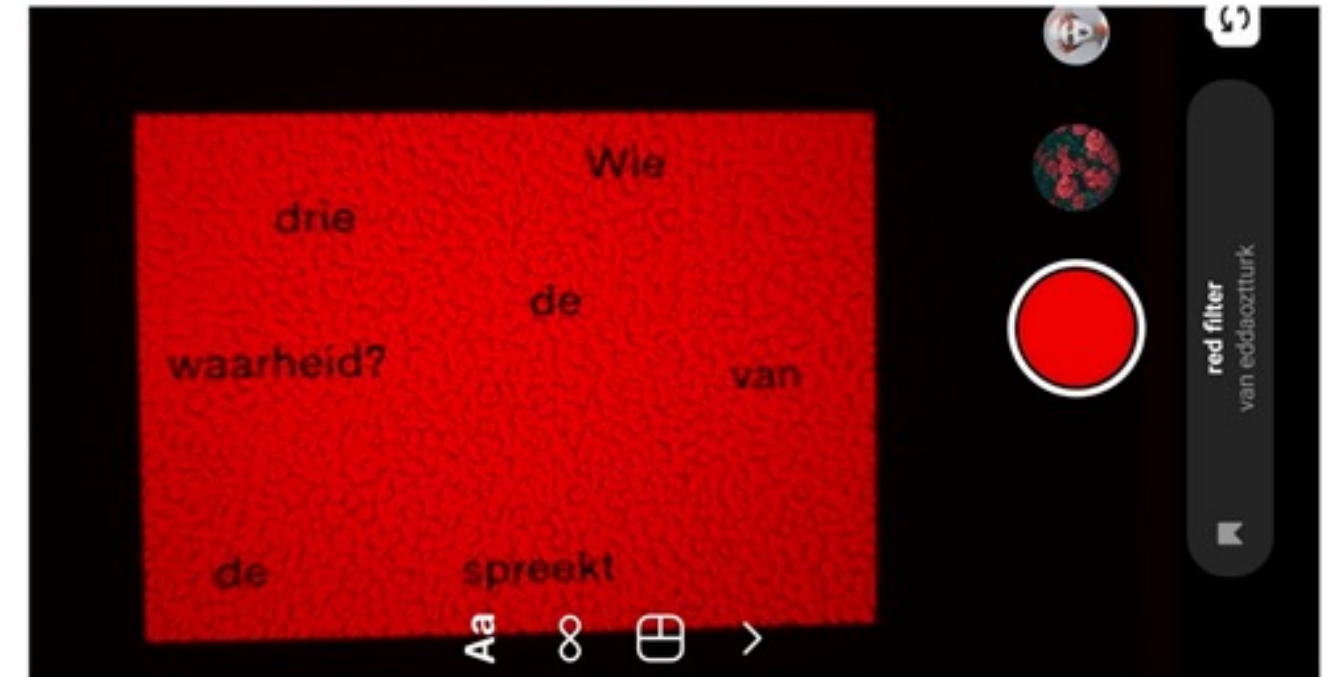 Wie
drie
de
waarheid?
van
de
spreekt
Aa
red filter
van eddaoztturk